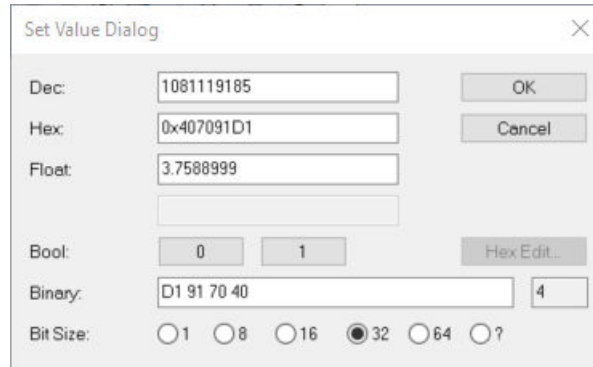 Set Value Dialog
Dec: 1081119185 OK
Hex: 0x407091D1 Cancel
Float: 3.7588999
Bool: 0 1 Hex Edit...
Binary: D1 91 70 40 4
Bit Size: 1 8 16 32 64 ?